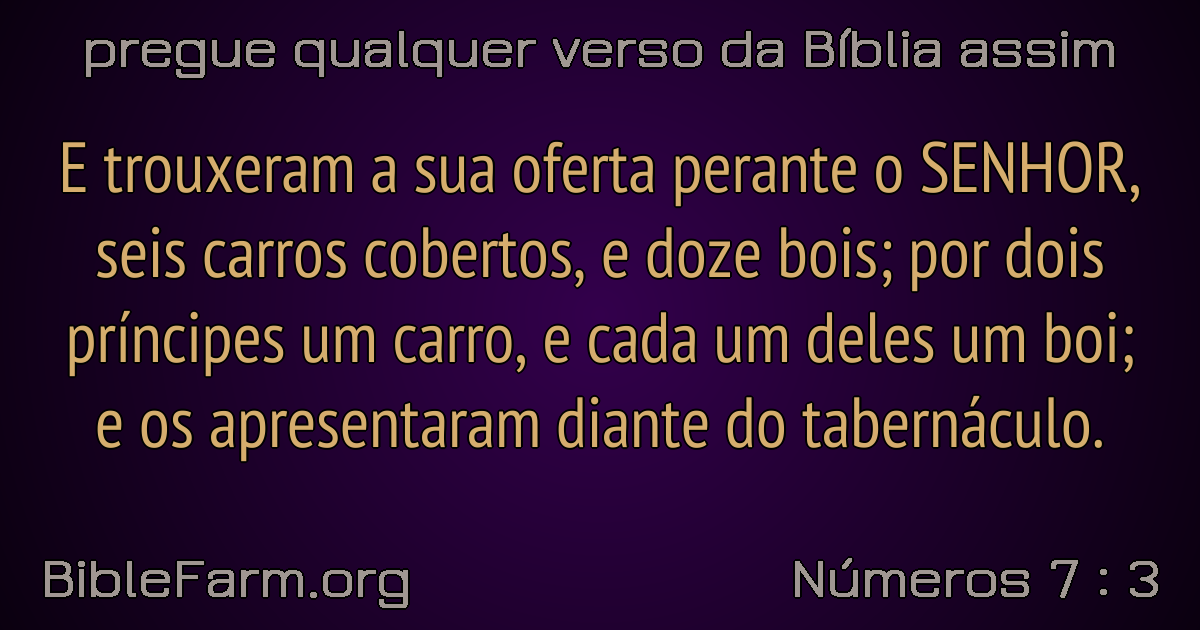 pregue qualquer verso da Bíblia assim
E trouxeram a sua oferta perante o SENHOR,
seis carros cobertos, e doze bois; por dois
príncipes um carro, e cada um deles um boi;
e os apresentaram diante do tabernáculo.
BibleFarm.org
Números 7 : 3